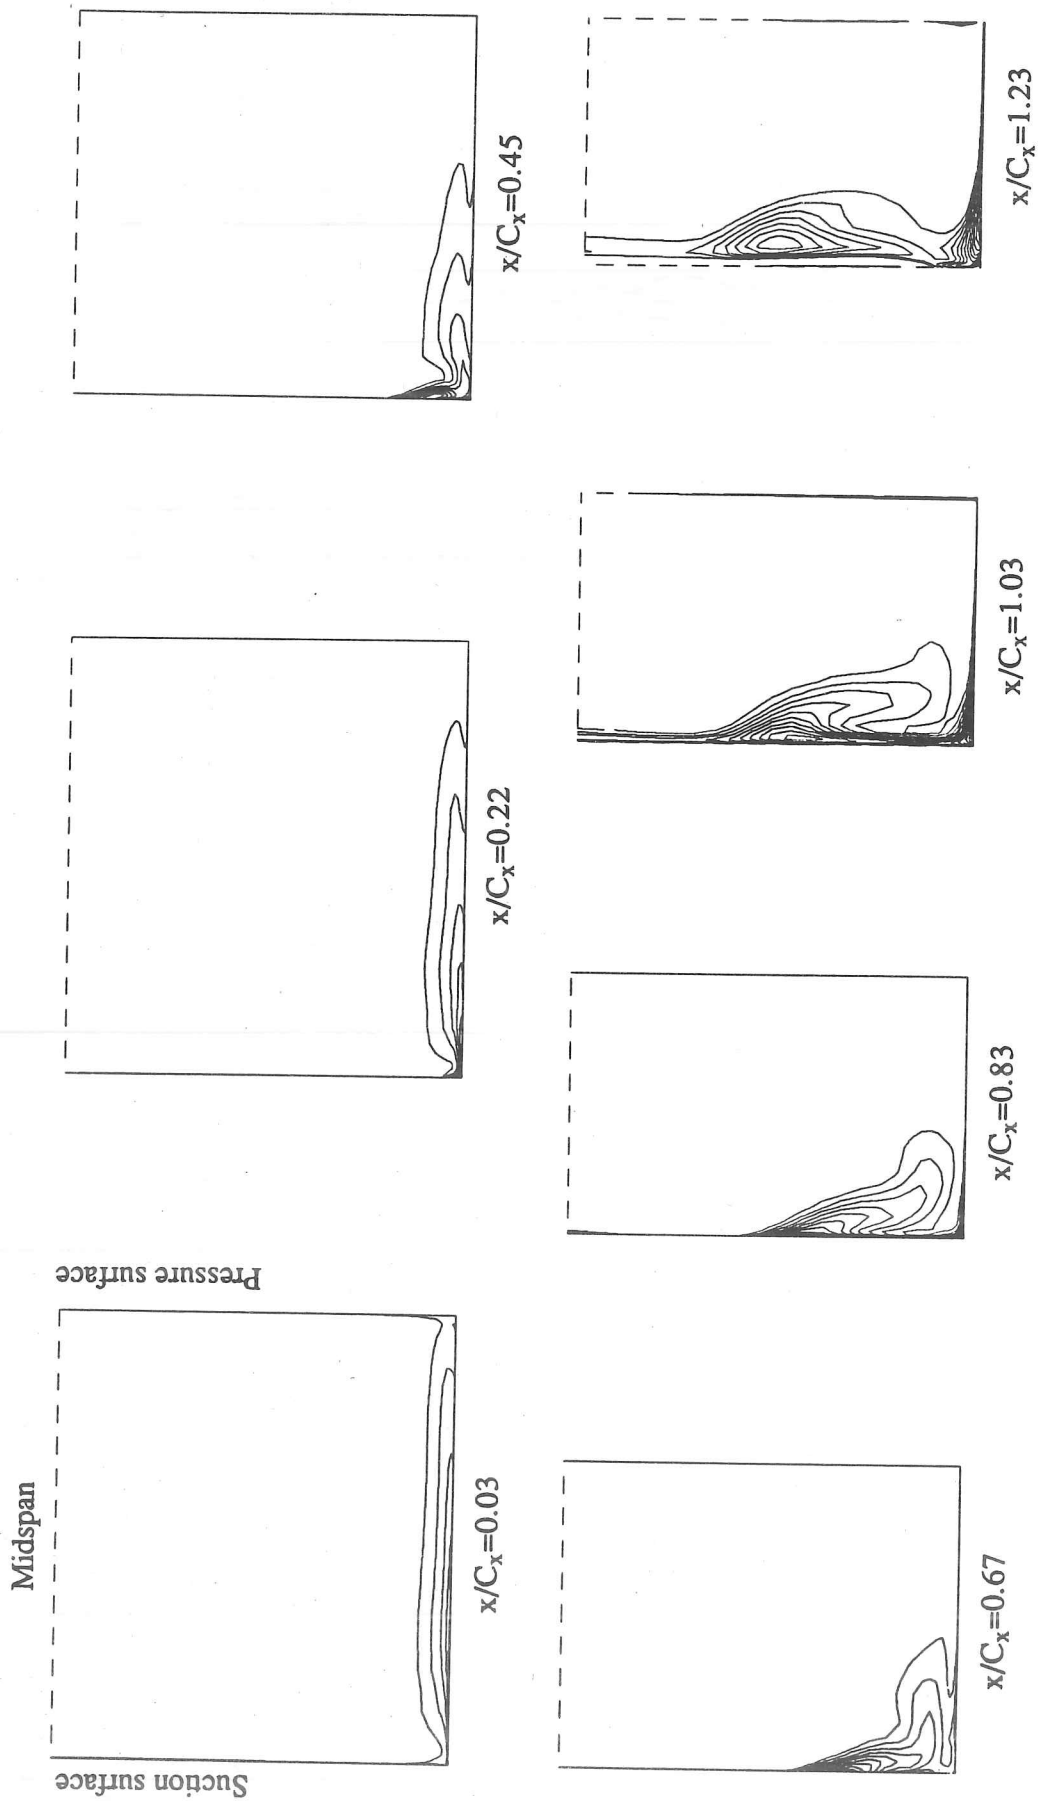 Midspan
Suction surface
Pressure surface
x/Cₓ=0.03
x/Cₓ=0.22
x/Cₓ=0.45
x/Cₓ=0.67
x/Cₓ=0.83
x/Cₓ=1.03
x/Cₓ=1.23